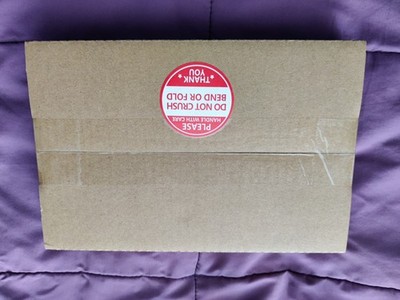 PLEASE
HANDLE WITH CARE
DO NOT CRUSH
BEND OR FOLD
THANK
YOU